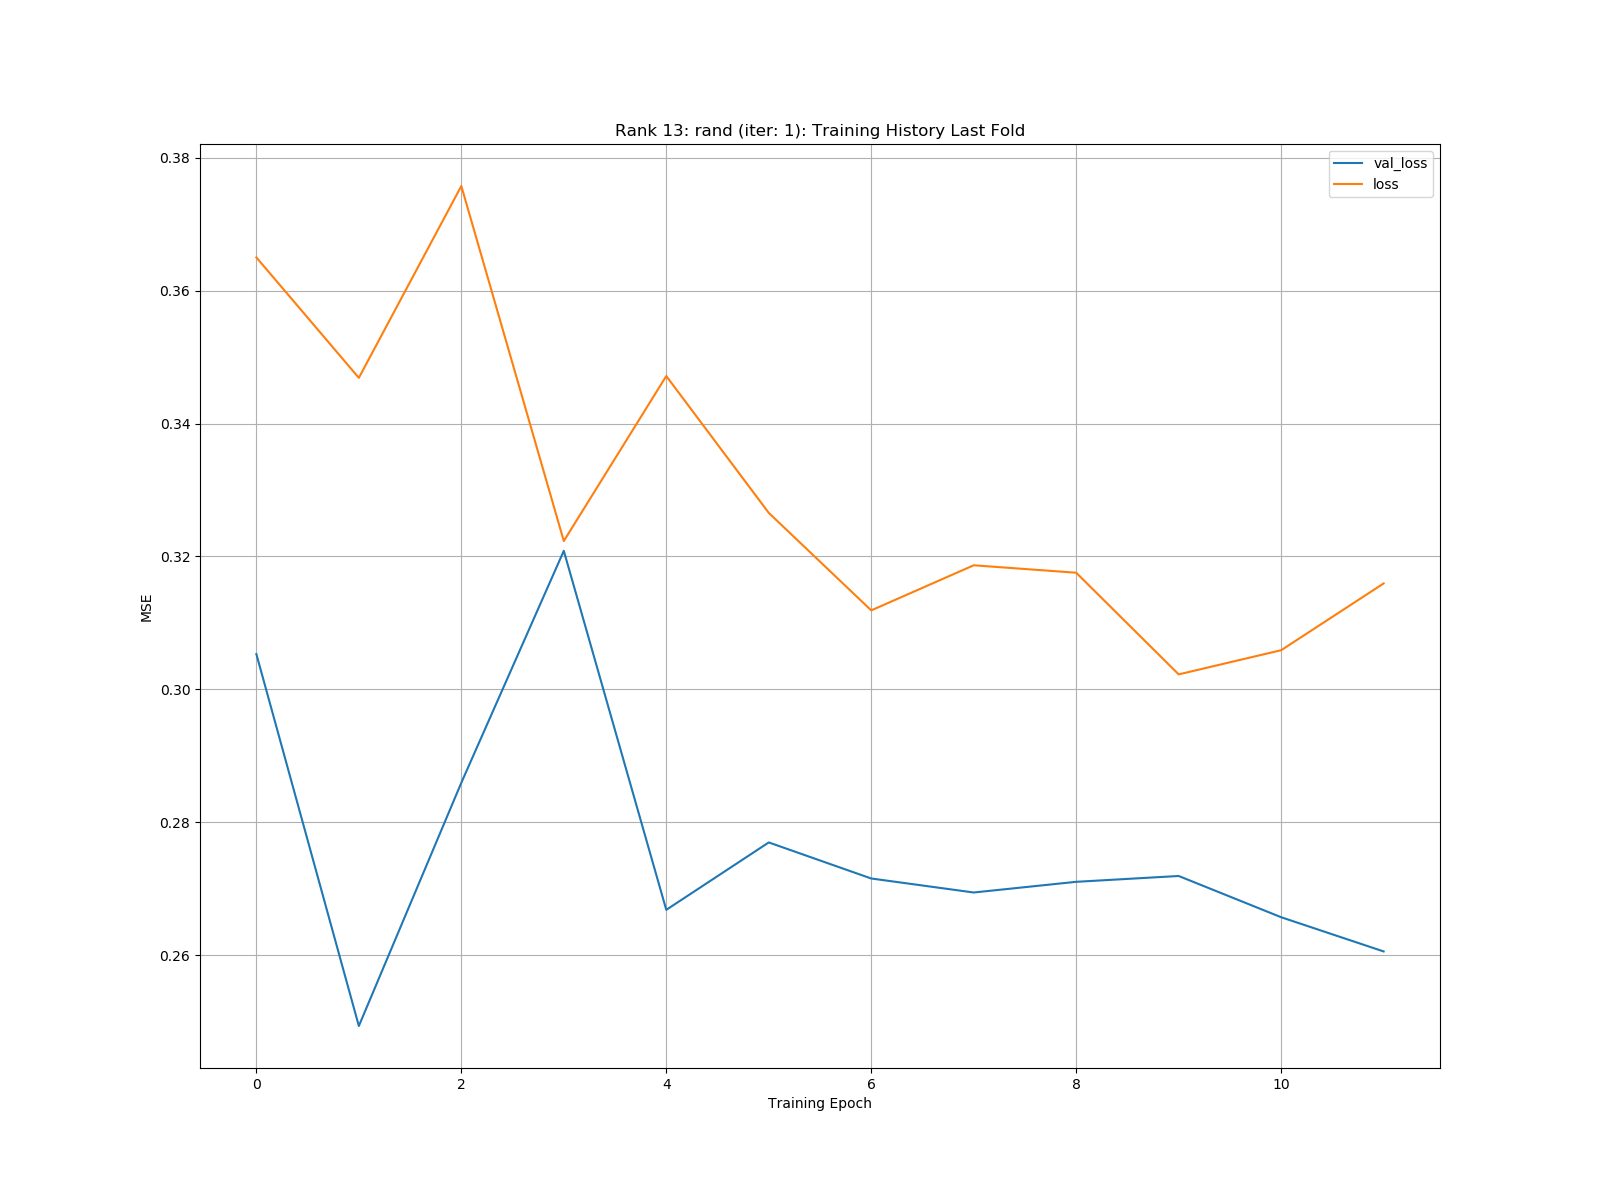 Rank 13: rand (iter: 1): Training History Last Fold
val_loss
loss
0.38
0.36
0.34
0.32
0.30
0.28
0.26
MSE
0 2 4 6 8 10
Training Epoch